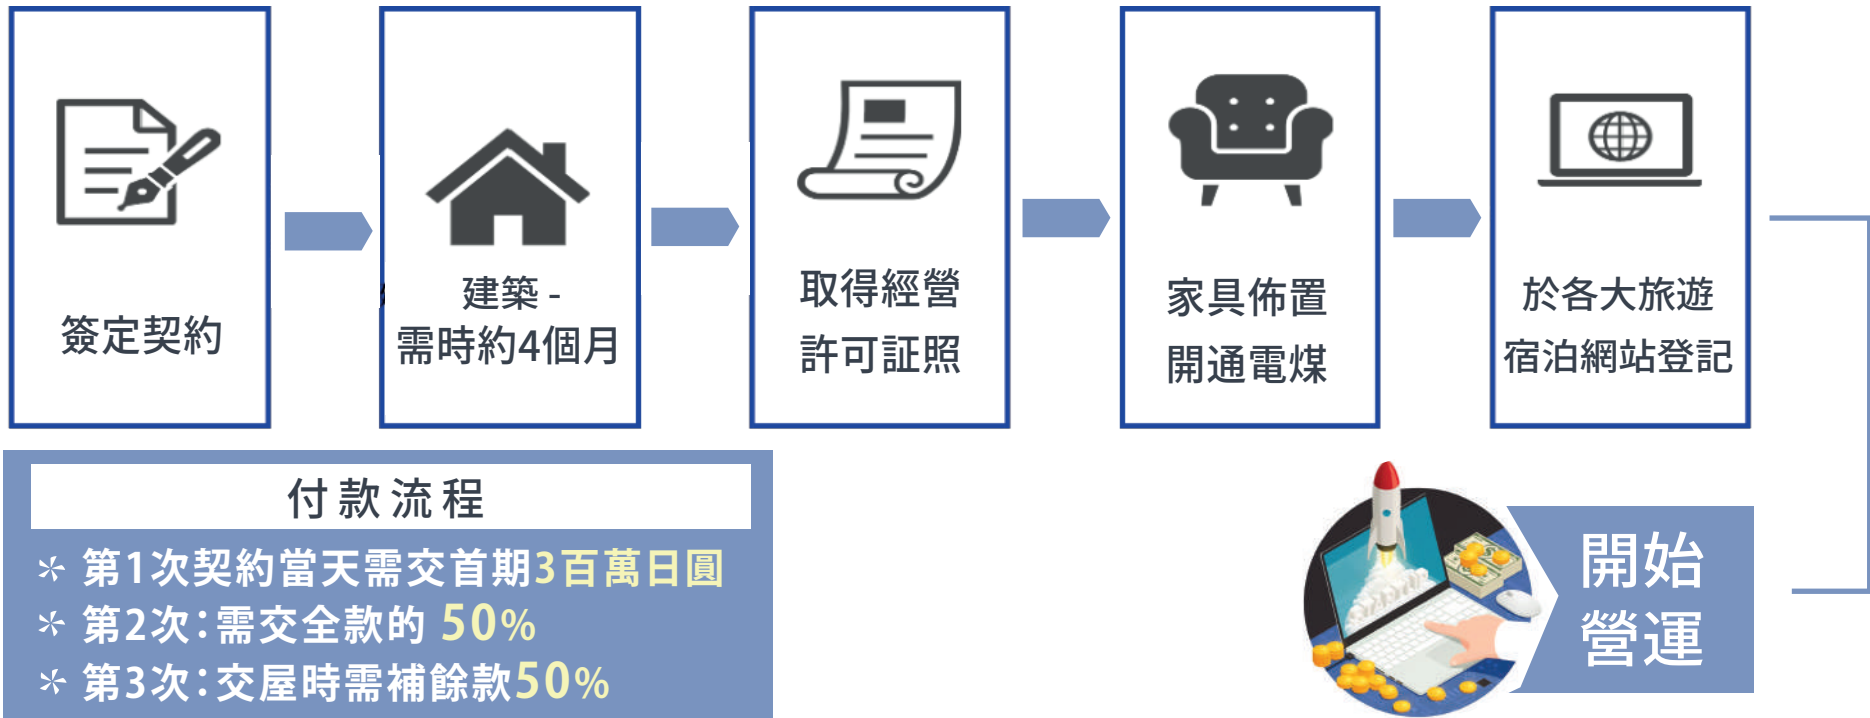 簽定契約
建築 -
需時約4個月
取得經營
許可証照
家具佈置
開通電煤
於各大旅遊
宿泊網站登記
付款流程
第1次契約當天需交首期3百萬日圓
第2次：需交全款的 50%
第3次：交屋時需補餘款50%
開始
營運